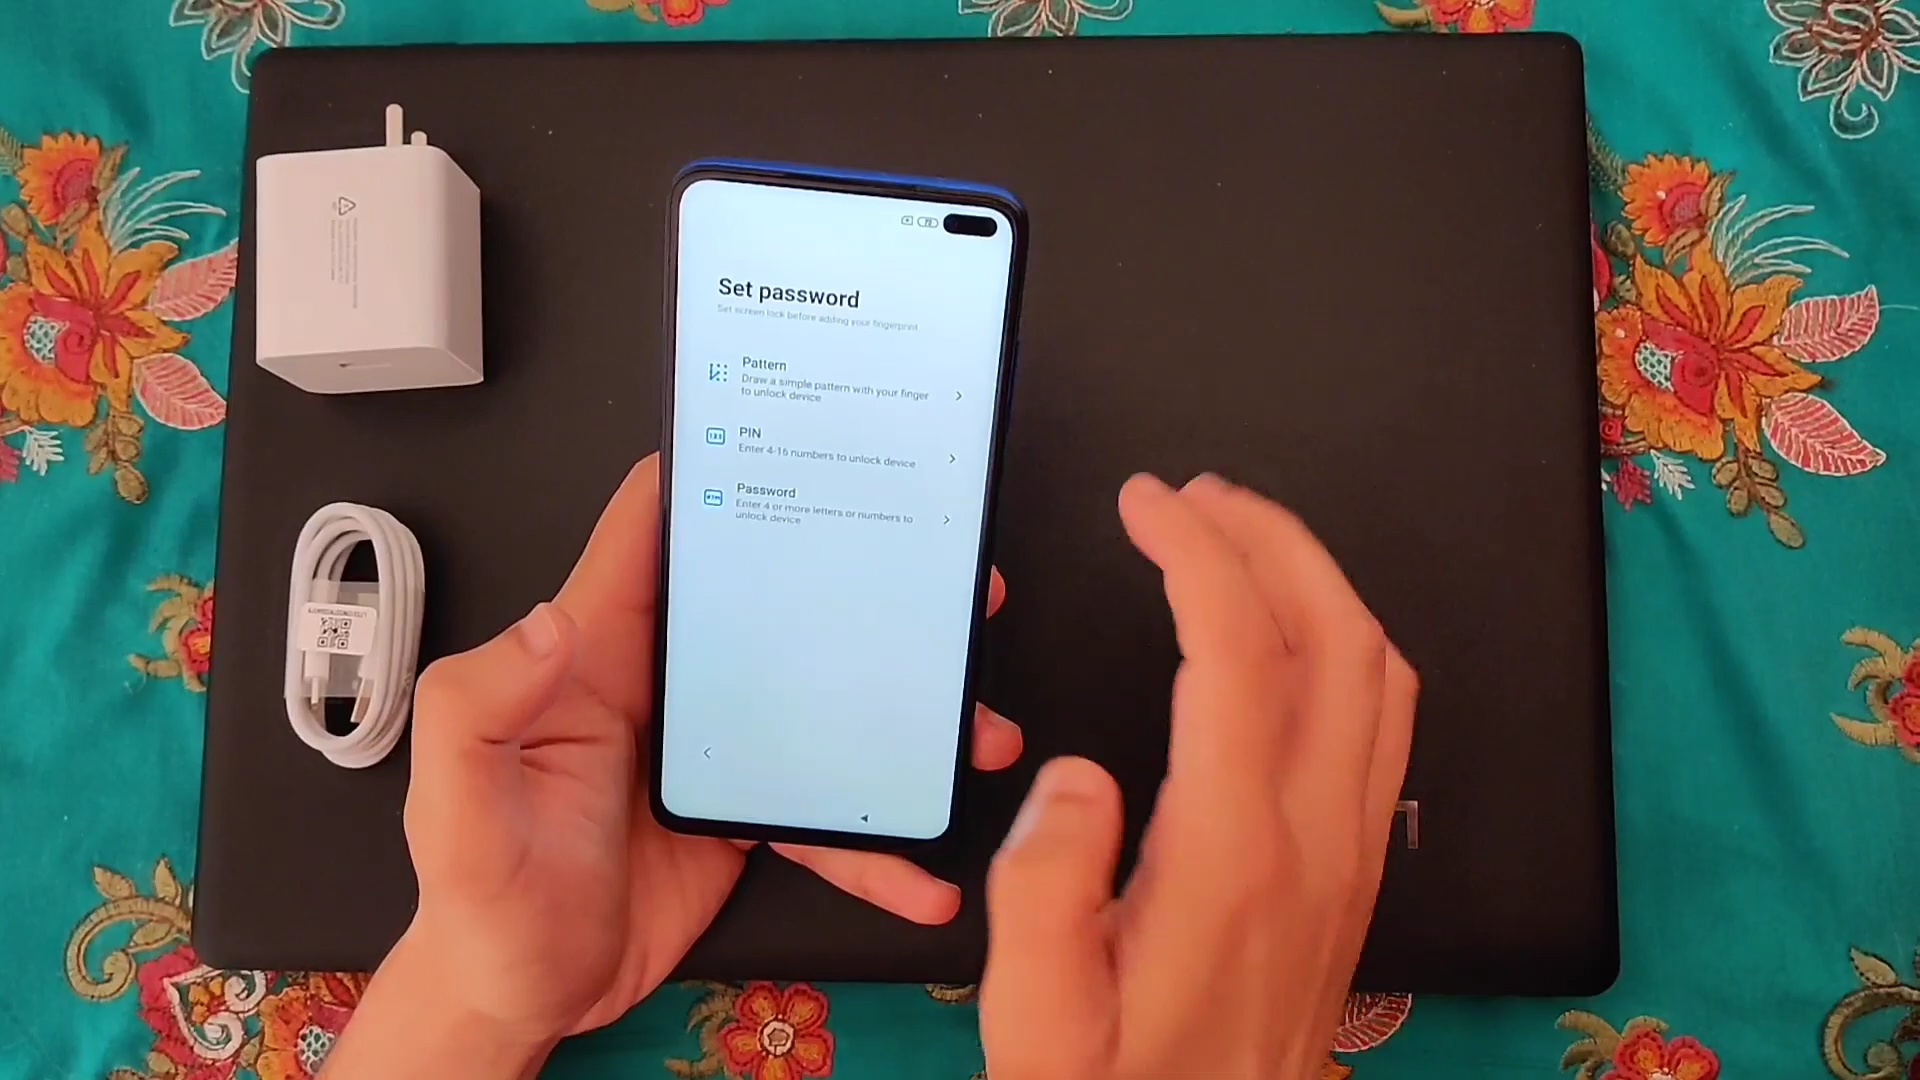 Set password
Set screen lock before adding your fingerprint
Pattern
Draw a simple pattern with your finger
to unlock device
PIN
Enter 4-16 numbers to unlock device
Password
Enter 4 or more letters or numbers to
unlock device